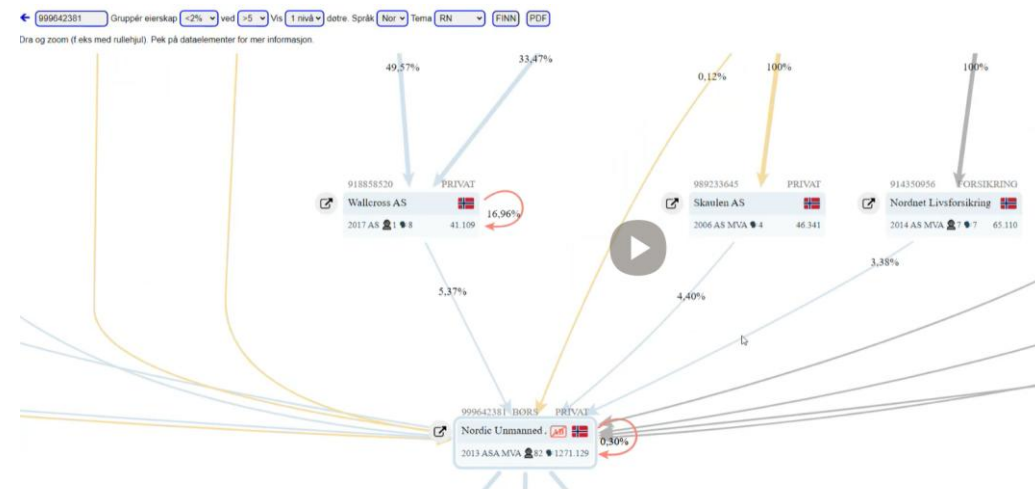 999642381 Gruppér eierskap <2% ved >5 Vis 1 nivå døtre. Språk Nor Tema RN FINN PDF
Dra og zoom (f.eks med rullehjul). Pek på dataelementer for mer informasjon.
49,57%
33,47%
0,12%
100%
100%
918858520 PRIVAT
Wallcross AS
2017 AS 1 8 41.109
16,96%
989233645 PRIVAT
Skaulen AS
2006 AS MVA 4 46.341
914350956 FORSIKRING
Nordnet Livsforsikring
2014 AS MVA 7 7 65.110
5,37%
4,40%
3,38%
999642381 BØRS PRIVAT
Nordic Unmanned .
2013 ASA MVA 82 1271.129
0,30%